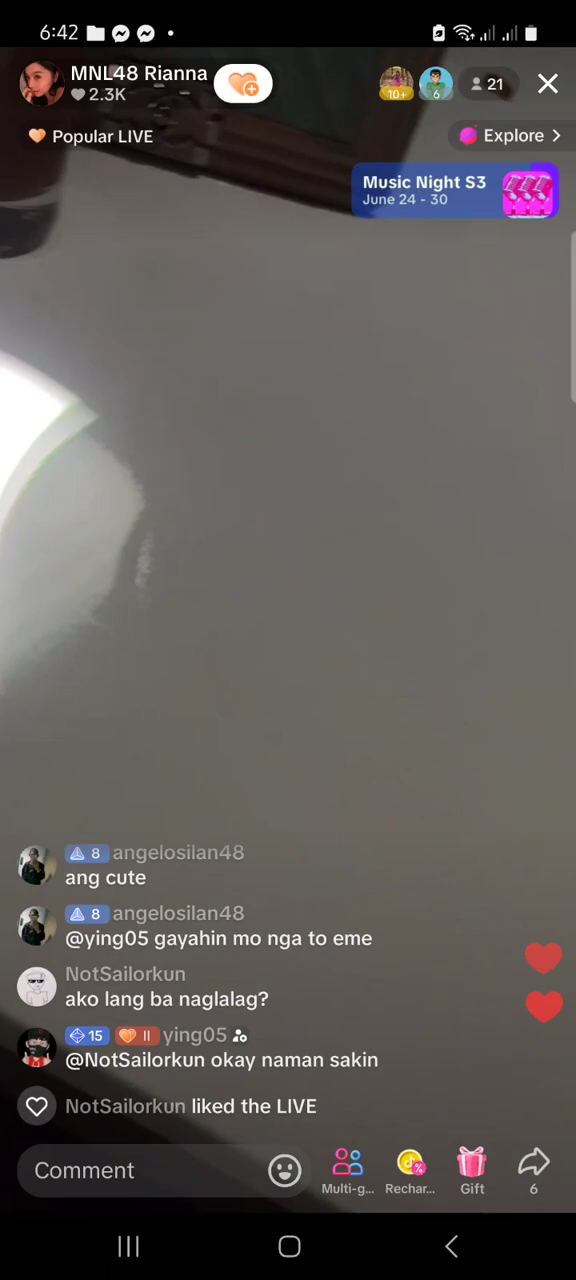 6:42
MNL48 Rianna
2.3K
10+
6
21
Popular LIVE
Explore >
Music Night S3
June 24 - 30
8 angelosilan48
ang cute
8 angelosilan48
@ying05 gayahin mo nga to eme
NotSailorkun
ako lang ba naglalag?
15 II ying05
@NotSailorkun okay naman sakin
NotSailorkun liked the LIVE
Comment
Multi-g...
Rechar...
Gift
6